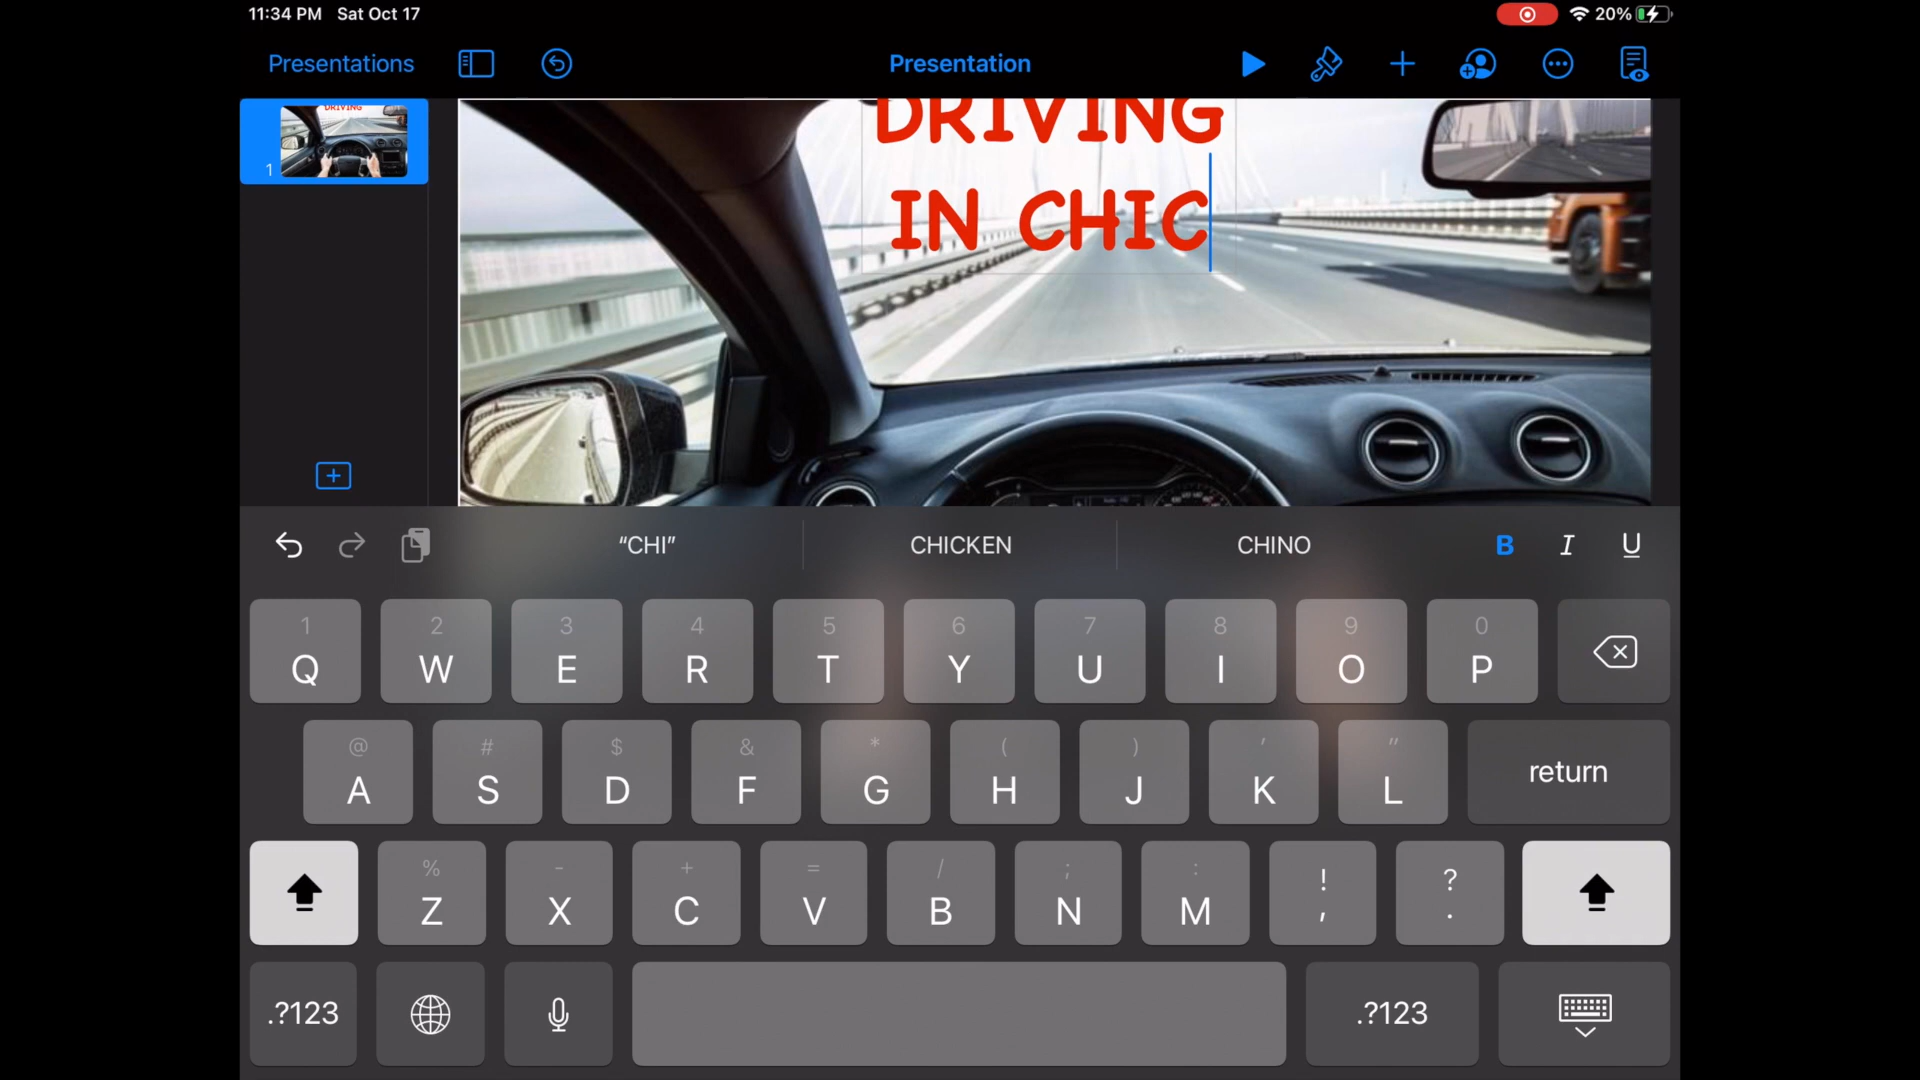 11:34 PM Sat Oct 17
20%
Presentations
Presentation
DRIVING
1
DRIVING
IN CHIC
“CHI”
CHICKEN
CHINO
B I U
1 2 3 4 5 6 7 8 9 0
Q W E R T Y U I O P
@ # $ & * ( ) ' "
A S D F G H J K L return
% - + = / ; : ! ?
Z X C V B N M , .
.?123
.?123